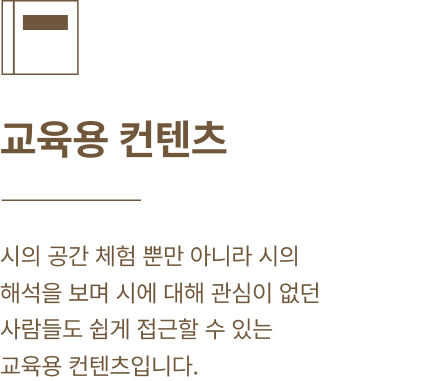 교육용 컨텐츠
시의 공간 체험 뿐만 아니라 시의
해석을 보며 시에 대해 관심이 없던
사람들도 쉽게 접근할 수 있는
교육용 컨텐츠입니다.